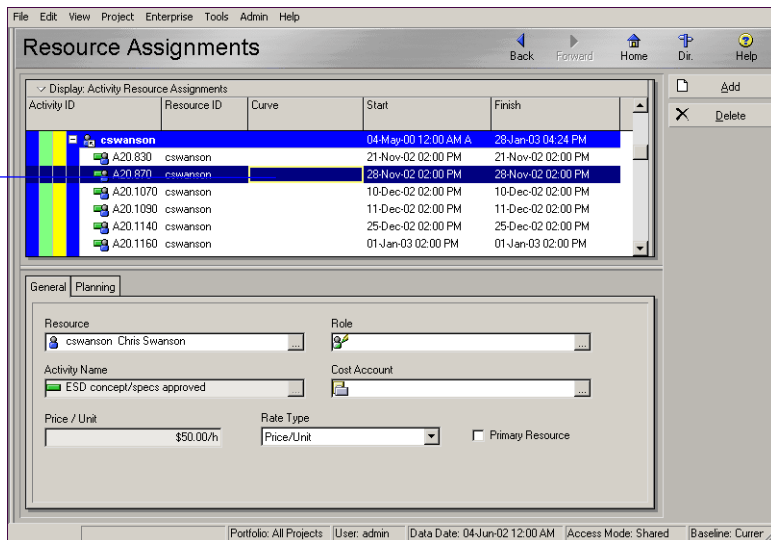 File Edit View Project Enterprise Tools Admin Help
Resource Assignments
Back Forward Home Dir. Help
Display: Activity Resource Assignments
Add
Activity ID Resource ID Curve Start Finish
Delete
cswanson 04-May-00 12:00 AM A 28-Jan-03 04:24 PM
A20.830 cswanson 21-Nov-02 02:00 PM 21-Nov-02 02:00 PM
A20.870 cswanson 28-Nov-02 02:00 PM 28-Nov-02 02:00 PM
A20.1070 cswanson 10-Dec-02 02:00 PM 10-Dec-02 02:00 PM
A20.1090 cswanson 11-Dec-02 02:00 PM 11-Dec-02 02:00 PM
A20.1140 cswanson 25-Dec-02 02:00 PM 25-Dec-02 02:00 PM
A20.1160 cswanson 01-Jan-03 02:00 PM 01-Jan-03 02:00 PM
General Planning
Resource Role
cswanson Chris Swanson ... ...
Activity Name Cost Account
ESD concept/specs approved ... ...
Price / Unit Rate Type
$50.00/h Price/Unit Primary Resource
Portfolio: All Projects User: admin Data Date: 04-Jun-02 12:00 AM Access Mode: Shared Baseline: Currer